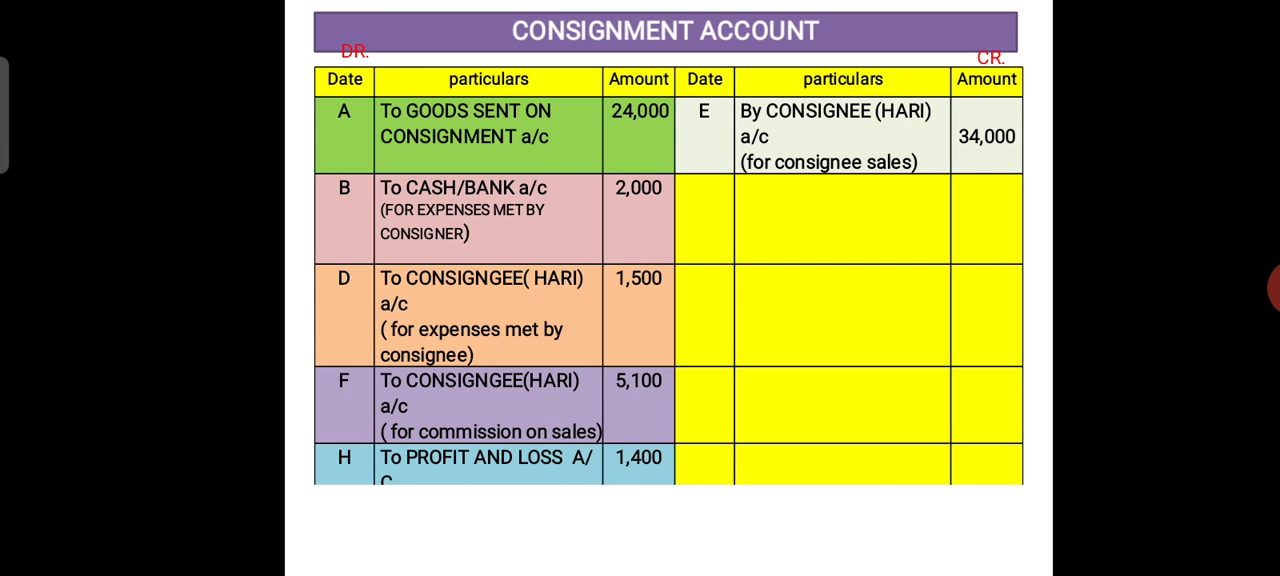 CONSIGNMENT ACCOUNT
DR.
CR.
Date particulars Amount Date particulars Amount
A To GOODS SENT ON 24,000 E By CONSIGNEE (HARI)
CONSIGNMENT a/c a/c 34,000
(for consignee sales)
B To CASH/BANK a/c 2,000
(FOR EXPENSES MET BY
CONSIGNER)
D To CONSIGNGEE( HARI) 1,500
a/c
( for expenses met by
consignee)
F To CONSIGNGEE(HARI) 5,100
a/c
( for commission on sales)
H To PROFIT AND LOSS A/ 1,400
C